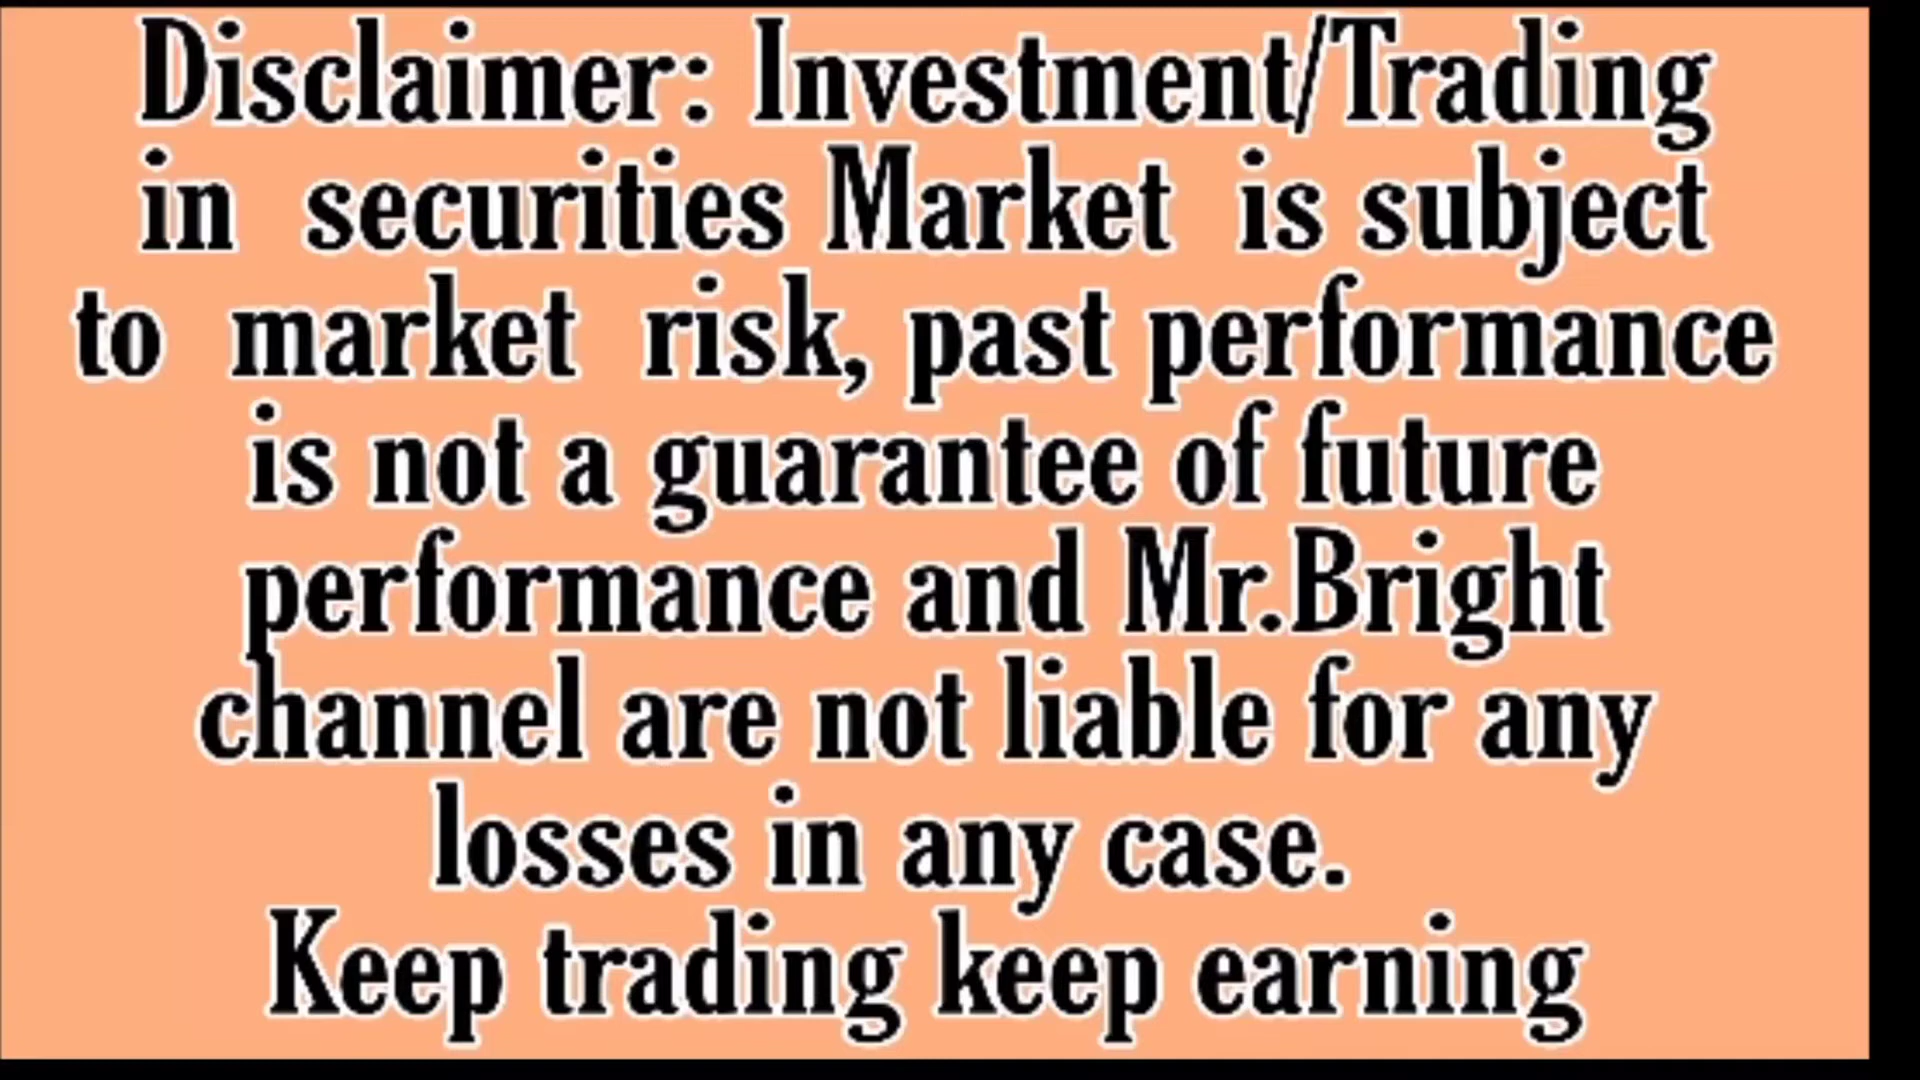 Disclaimer: Investment/Trading
in securities Market is subject
to market risk, past performance
is not a guarantee of future
performance and Mr.Bright
channel are not liable for any
losses in any case.
Keep trading keep earning